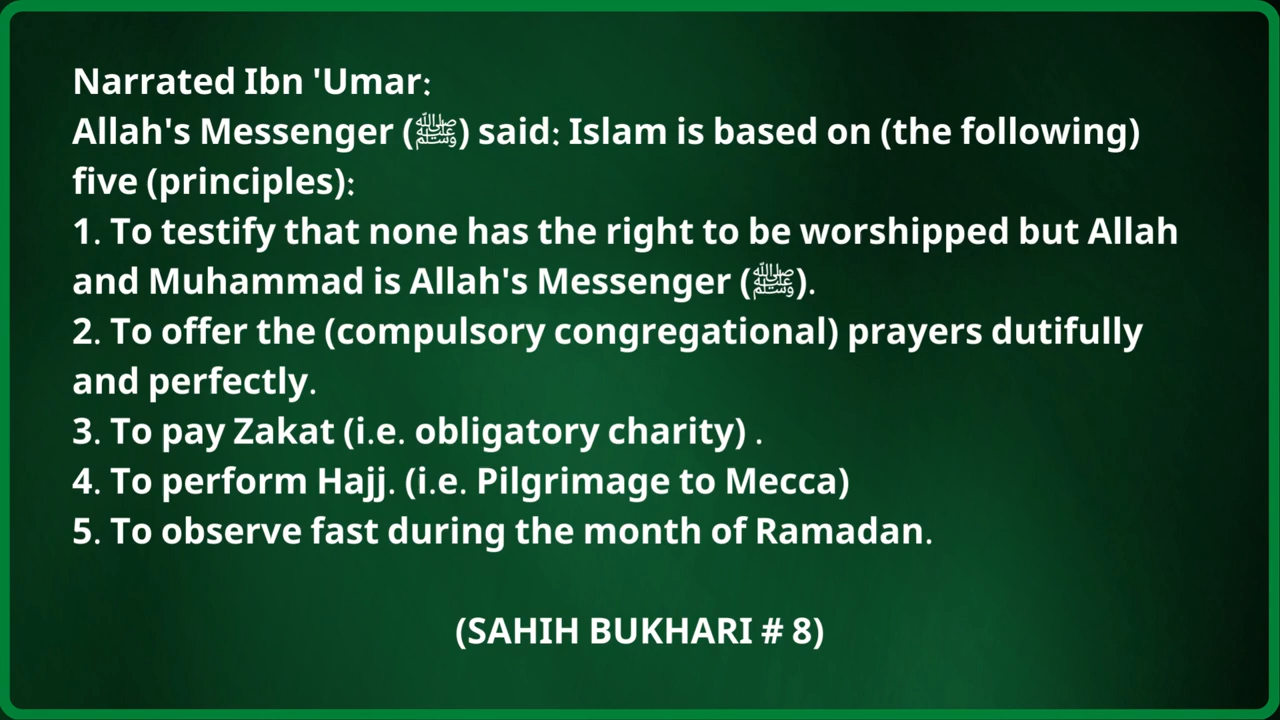 Narrated Ibn 'Umar:
Allah's Messenger (ﷺ) said: Islam is based on (the following)
five (principles):
1. To testify that none has the right to be worshipped but Allah
and Muhammad is Allah's Messenger (ﷺ).
2. To offer the (compulsory congregational) prayers dutifully
and perfectly.
3. To pay Zakat (i.e. obligatory charity) .
4. To perform Hajj. (i.e. Pilgrimage to Mecca)
5. To observe fast during the month of Ramadan.
(SAHIH BUKHARI # 8)